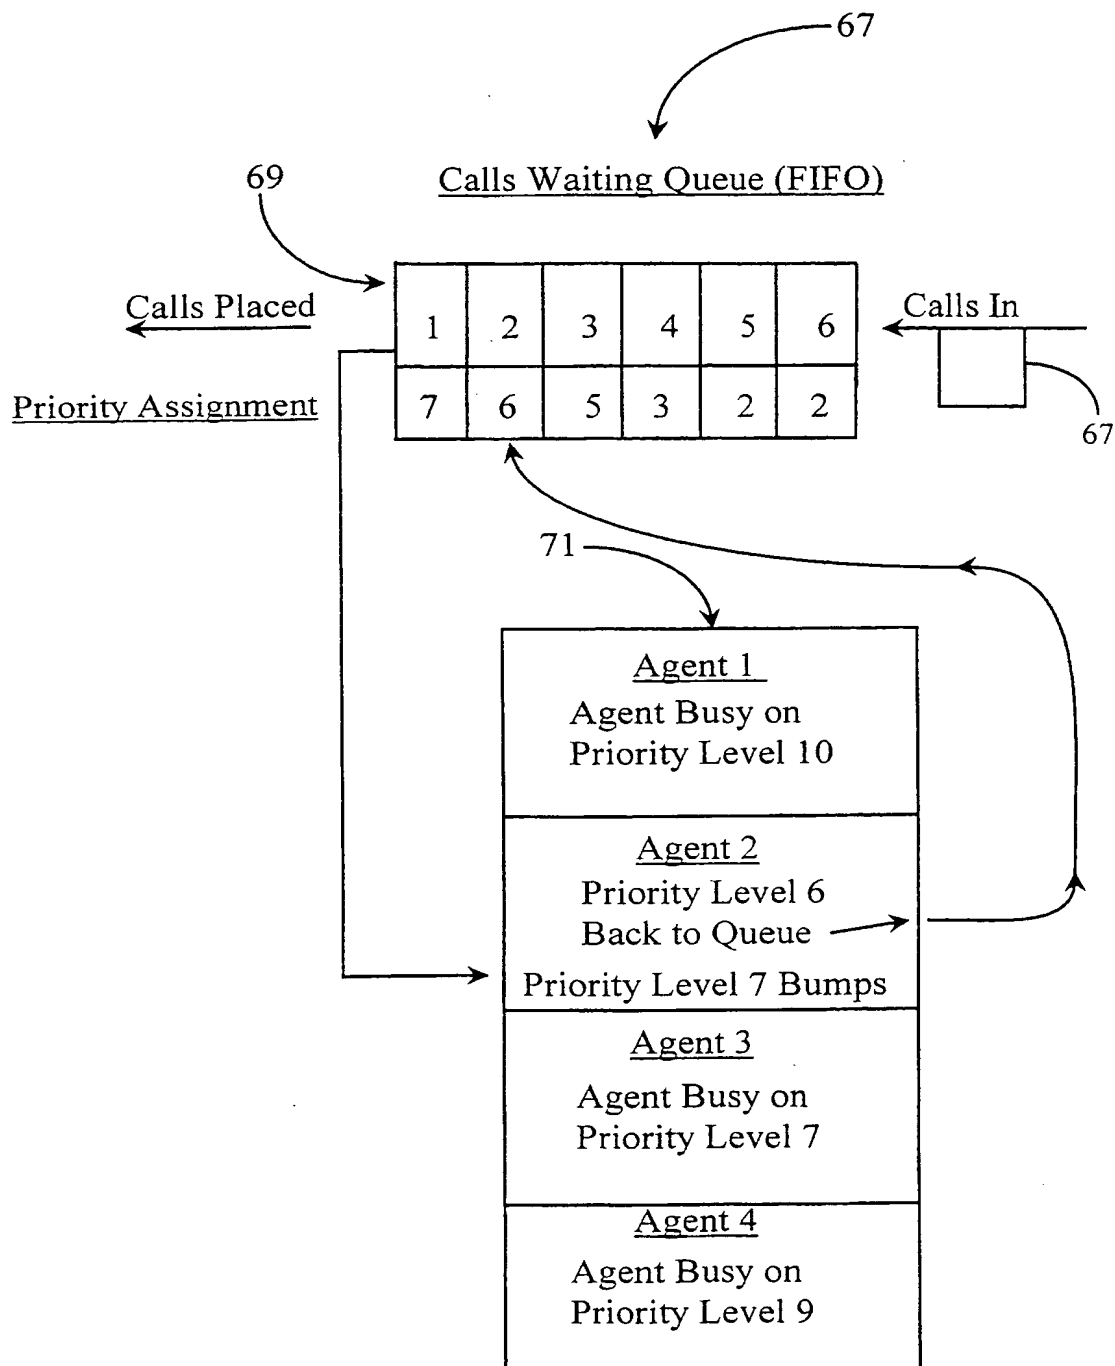 67
69
Calls Waiting Queue (FIFO)
Calls Placed
1 2 3 4 5 6
Calls In
Priority Assignment
7 6 5 3 2 2
67
71
Agent 1
Agent Busy on
Priority Level 10
Agent 2
Priority Level 6
Back to Queue
Priority Level 7 Bumps
Agent 3
Agent Busy on
Priority Level 7
Agent 4
Agent Busy on
Priority Level 9